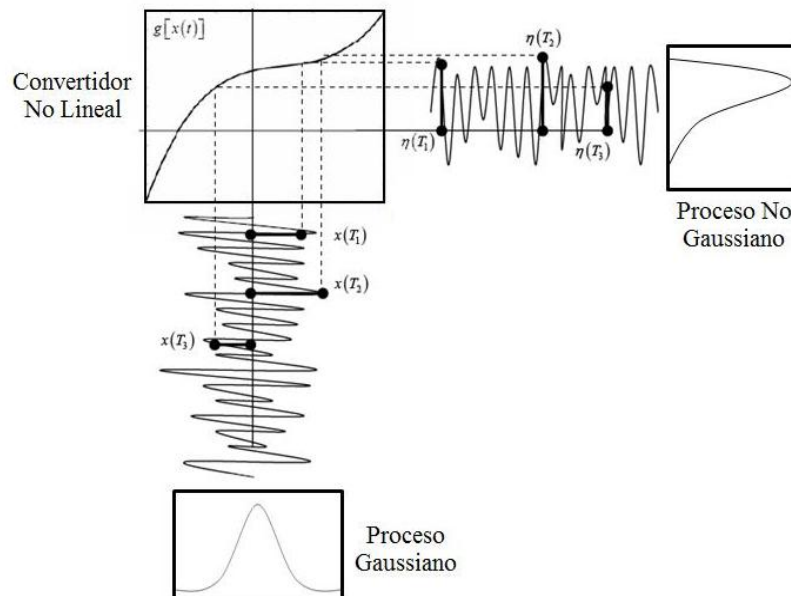 g[x(t)]
Convertidor
No Lineal
η(T₂)
η(T₁)
η(T₃)
Proceso No
Gaussiano
x(T₁)
x(T₂)
x(T₃)
Proceso
Gaussiano